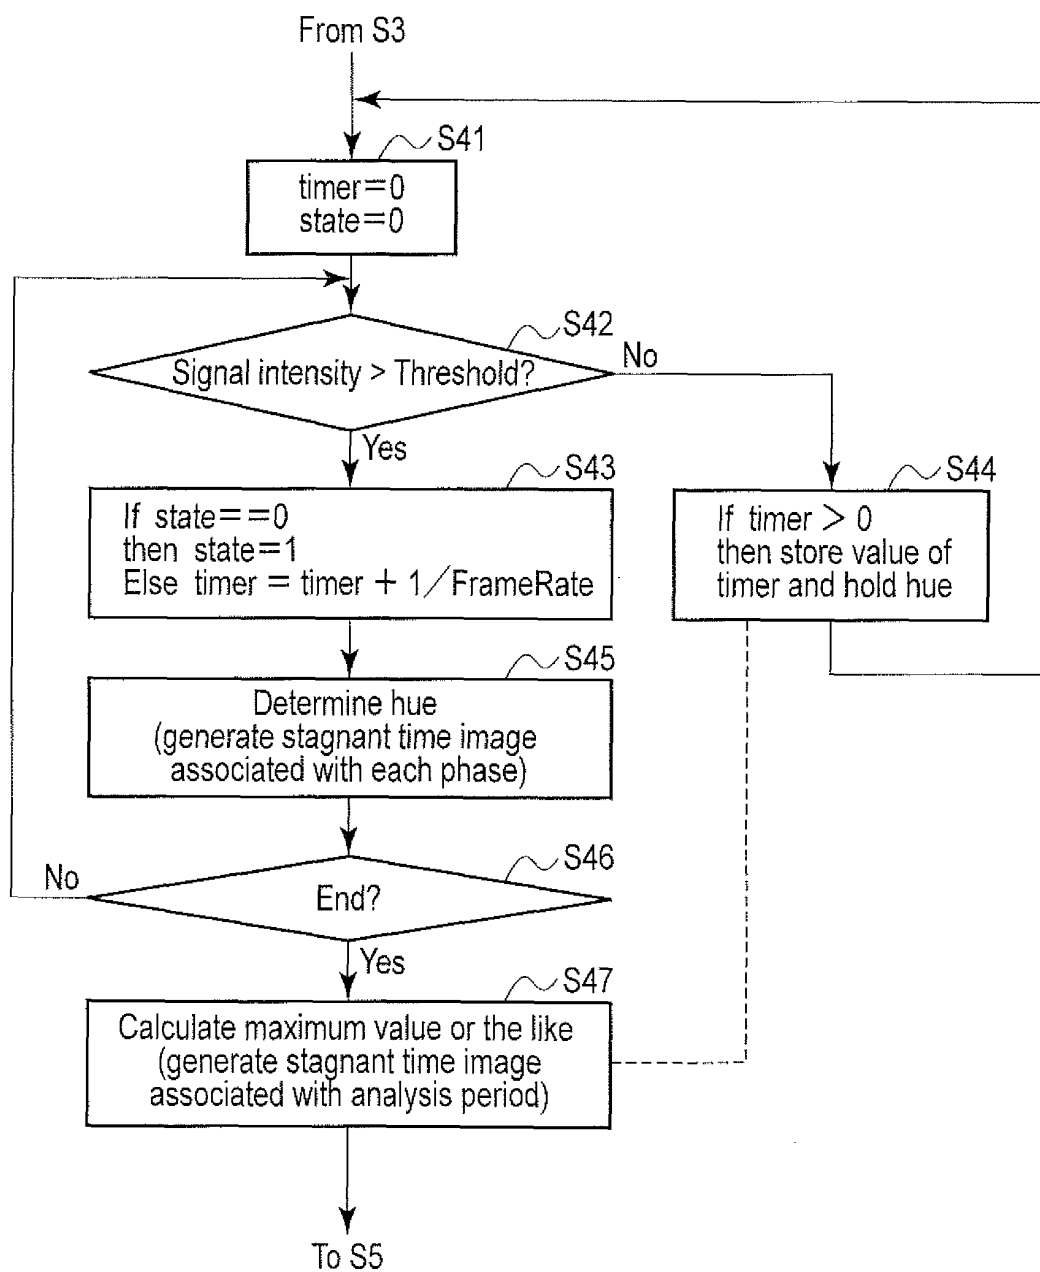 From S3
S41
timer=0
state=0
S42
Signal intensity > Threshold?
No
Yes
S43
If state==0
then state=1
Else timer = timer + 1/FrameRate
S44
If timer > 0
then store value of
timer and hold hue
S45
Determine hue
(generate stagnant time image
associated with each phase)
S46
End?
No
Yes
S47
Calculate maximum value or the like
(generate stagnant time image
associated with analysis period)
To S5